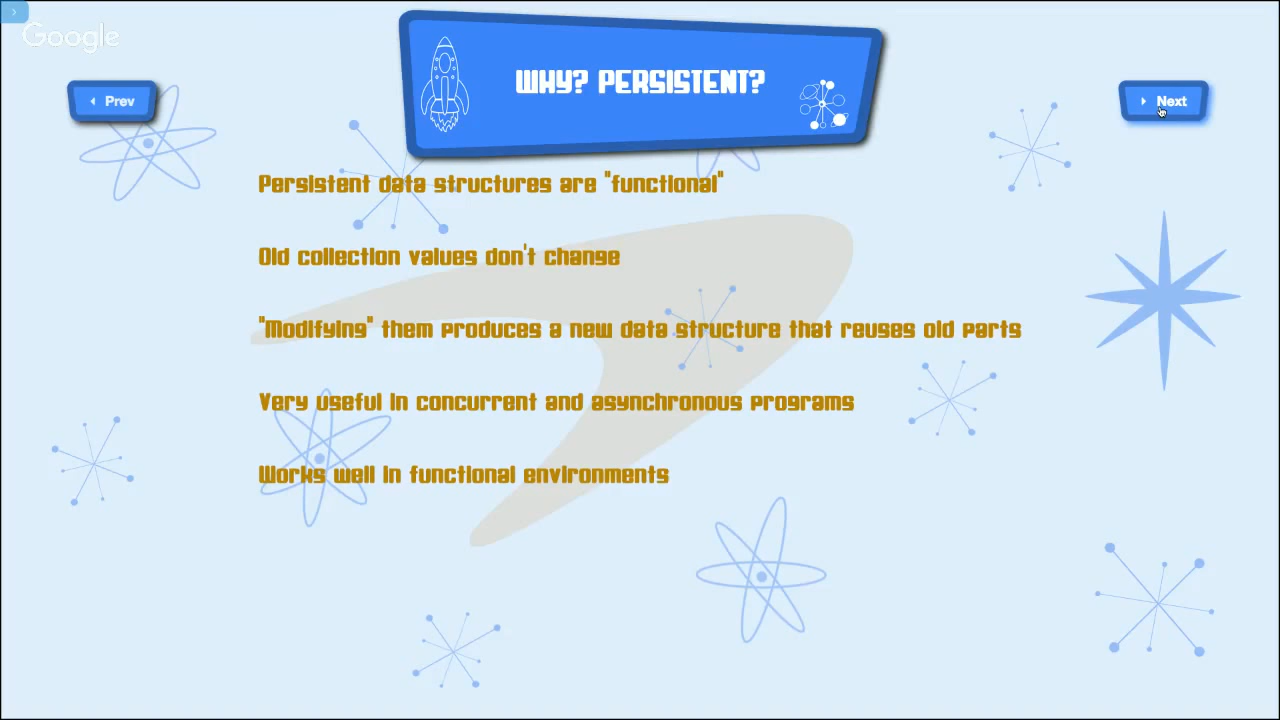 Google
WHY? PERSISTENT?
Prev
Next
Persistent data structures are "functional"
Old collection values don't change
"Modifying" them produces a new data structure that reuses old parts
Very useful in concurrent and asynchronous programs
Works well in functional environments